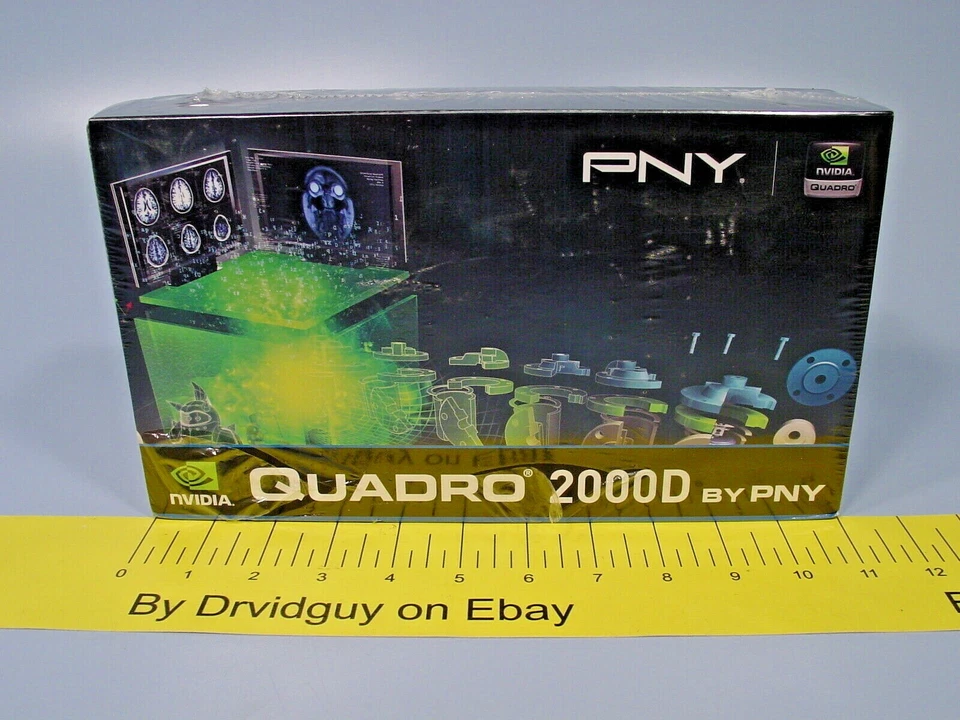 PNY®
NVIDIA®
QUADRO®
NVIDIA® QUADRO® 2000D BY PNY
0 1 2 3 4 5 6 7 8 9 10 11 12
By Drvidguy on Ebay